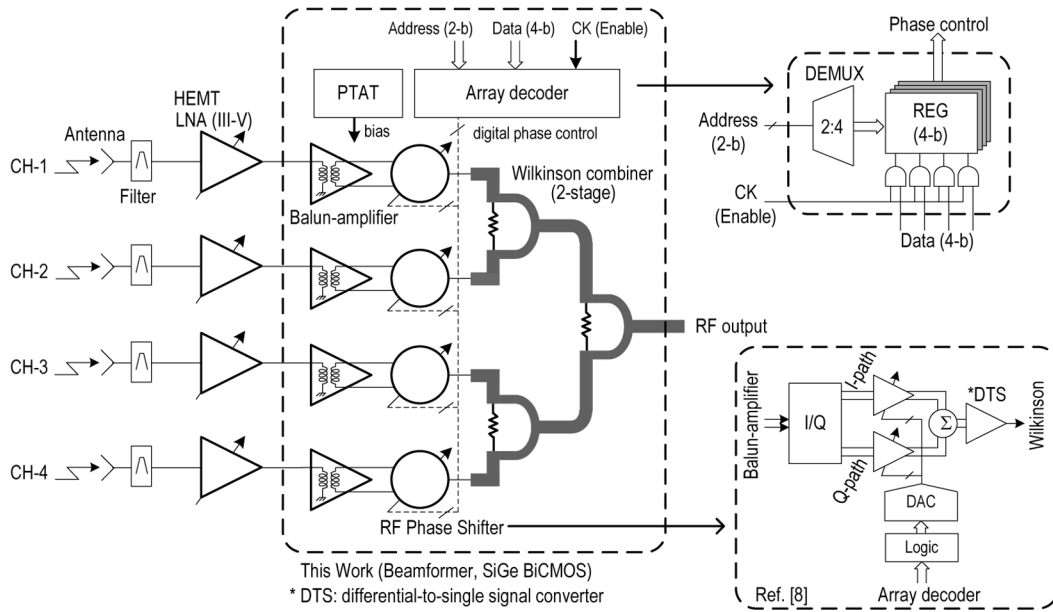 Address (2-b)
Data (4-b)
CK (Enable)
PTAT
Array decoder
bias
digital phase control
HEMT
LNA (III-V)
Antenna
CH-1
Filter
Balun-amplifier
Wilkinson combiner
(2-stage)
CH-2
CH-3
CH-4
RF output
RF Phase Shifter
This Work (Beamformer, SiGe BiCMOS)
* DTS: differential-to-single signal converter
Phase control
DEMUX
2:4
REG
(4-b)
Address
(2-b)
CK
(Enable)
Data (4-b)
Balun-amplifier
I/Q
I-path
Q-path
Σ
*DTS
Wilkinson
DAC
Logic
Array decoder
Ref. [8]